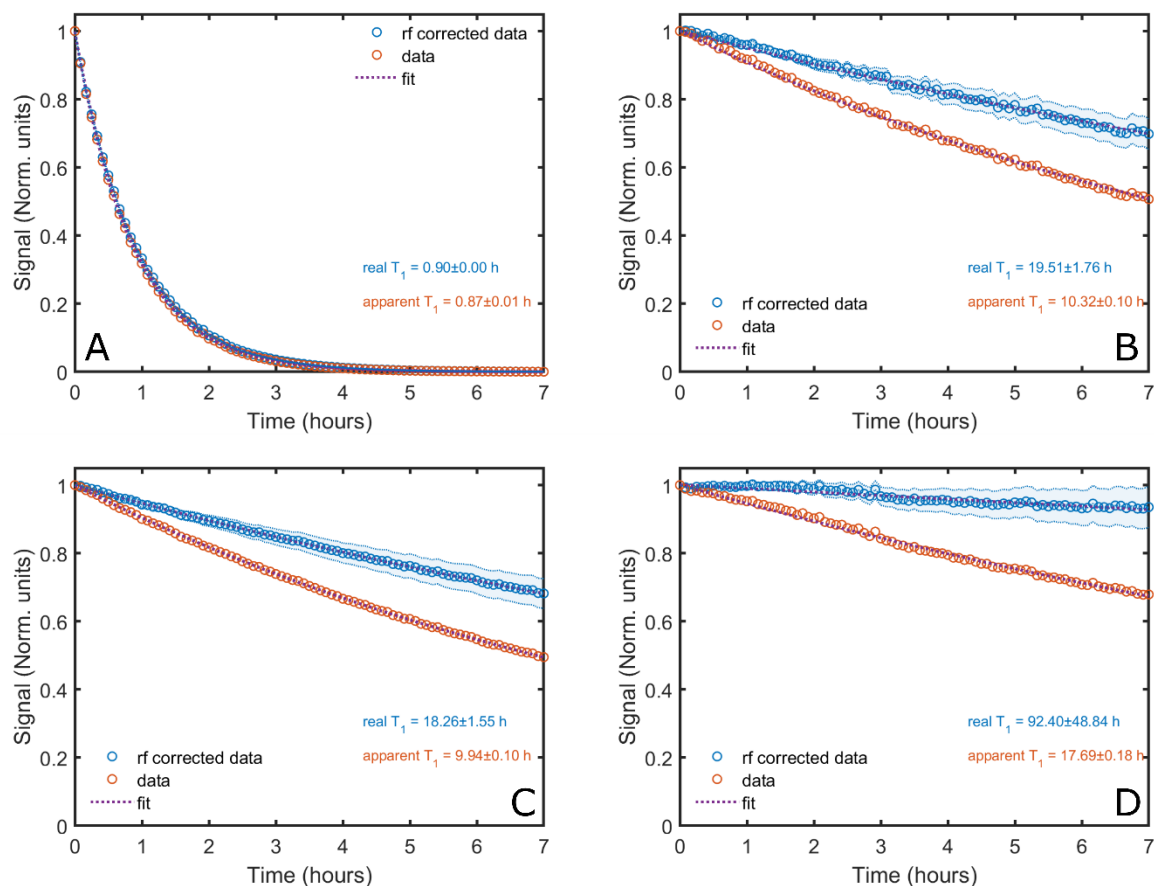 1
0.8
0.6
0.4
0.2
0
Signal (Norm. units)
rf corrected data
data
fit
real T1 = 0.90±0.00 h
apparent T1 = 0.87±0.01 h
A
0 1 2 3 4 5 6 7
Time (hours)
1
0.8
0.6
0.4
0.2
0
Signal (Norm. units)
real T1 = 19.51±1.76 h
apparent T1 = 10.32±0.10 h
rf corrected data
data
fit
B
0 1 2 3 4 5 6 7
Time (hours)
1
0.8
0.6
0.4
0.2
0
Signal (Norm. units)
real T1 = 18.26±1.55 h
apparent T1 = 9.94±0.10 h
rf corrected data
data
fit
C
0 1 2 3 4 5 6 7
Time (hours)
1
0.8
0.6
0.4
0.2
0
Signal (Norm. units)
real T1 = 92.40±48.84 h
apparent T1 = 17.69±0.18 h
rf corrected data
data
fit
D
0 1 2 3 4 5 6 7
Time (hours)